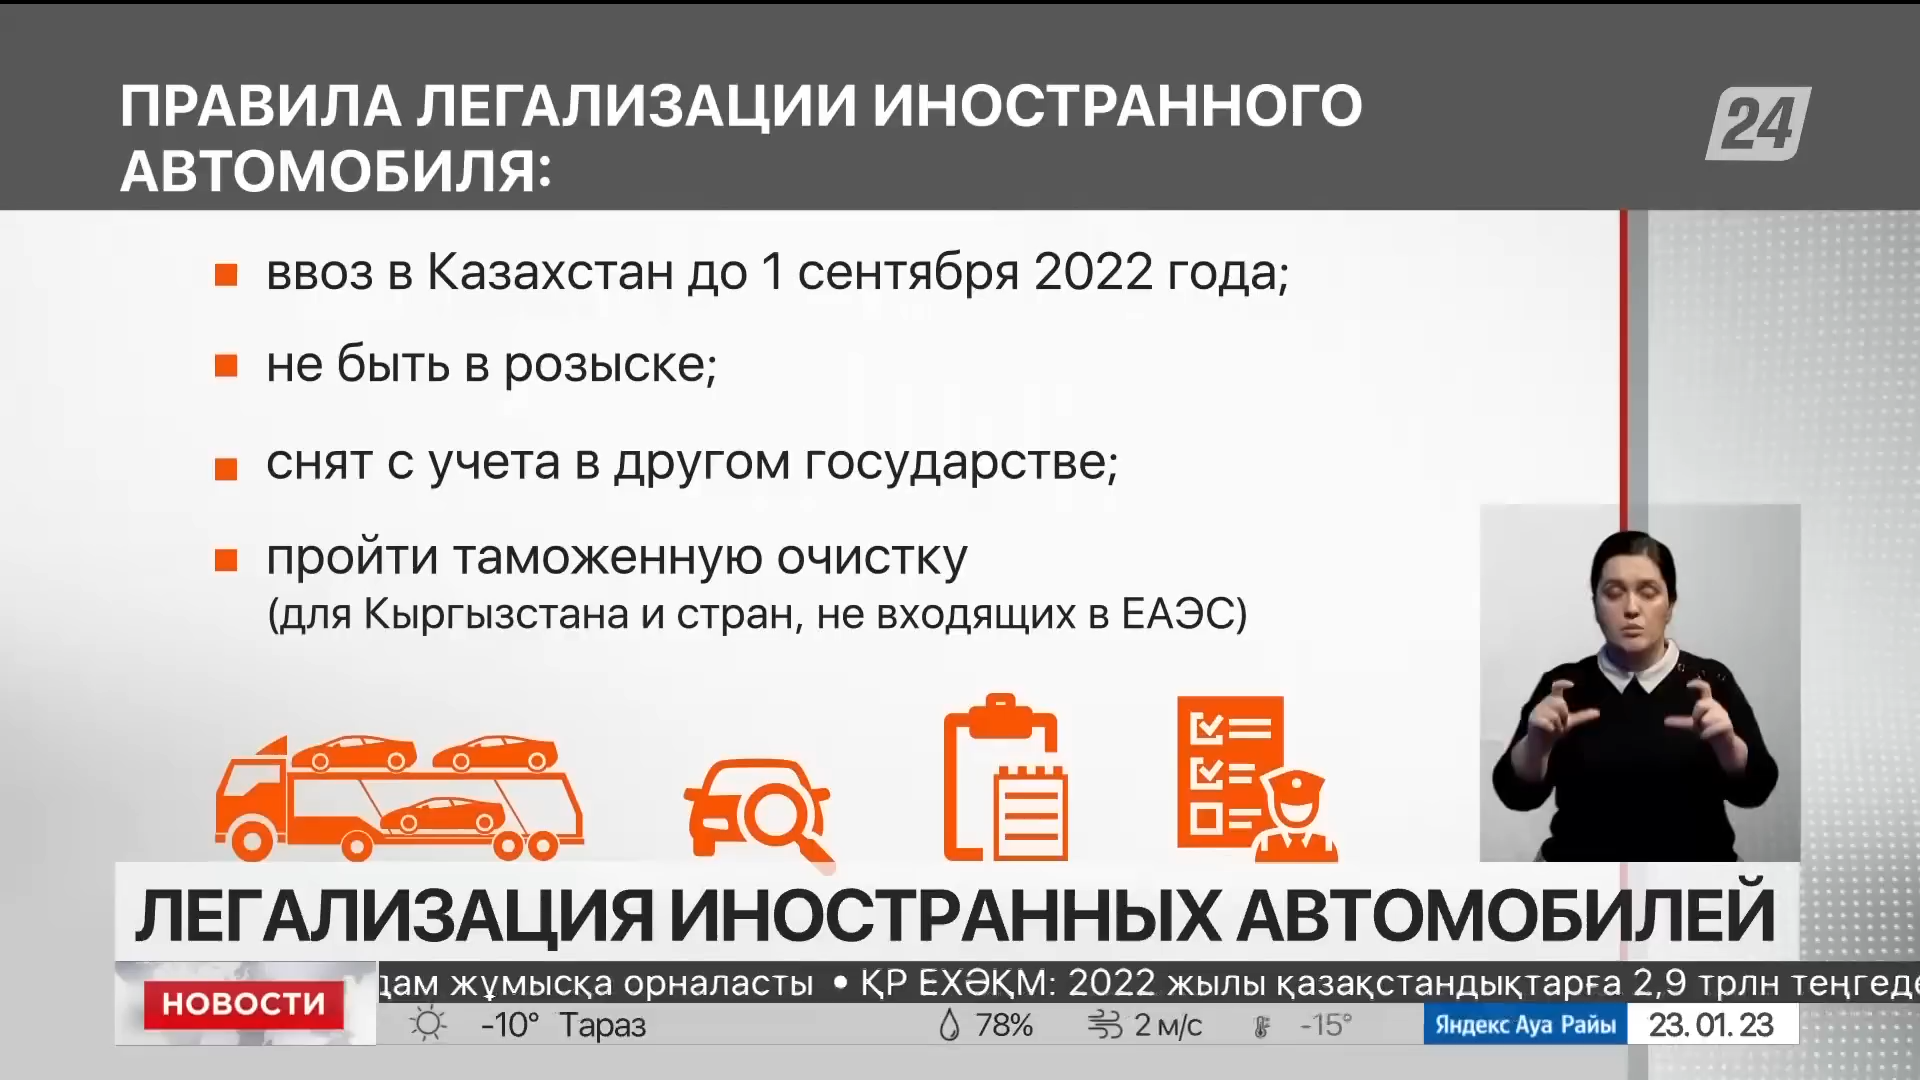 ПРАВИЛА ЛЕГАЛИЗАЦИИ ИНОСТРАННОГО
АВТОМОБИЛЯ:
24
ввоз в Казахстан до 1 сентября 2022 года;
не быть в розыске;
снят с учета в другом государстве;
пройти таможенную очистку
(для Кыргызстана и стран, не входящих в ЕАЭС)
ЛЕГАЛИЗАЦИЯ ИНОСТРАННЫХ АВТОМОБИЛЕЙ
НОВОСТИ
дам жұмысқа орналасты • ҚР ЕХӘҚМ: 2022 жылы қазақстандықтарға 2,9 трлн теңгеде
-10° Тараз 78% 2 м/с -15° Яндекс Ауа Райы 23.01.23